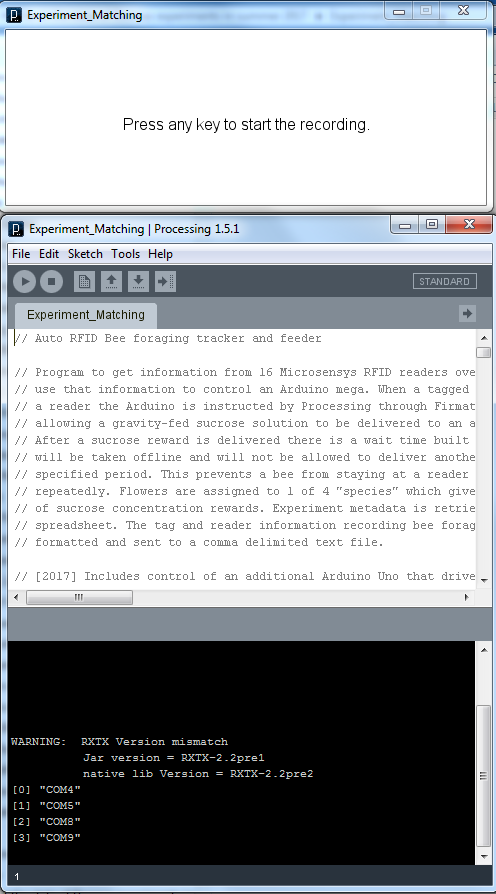 Experiment_Matching
Press any key to start the recording.
Experiment_Matching | Processing 1.5.1
File Edit Sketch Tools Help
STANDARD
Experiment_Matching
// Auto RFID Bee foraging tracker and feeder
// Program to get information from 16 Microsensys RFID readers ove
// use that information to control an Arduino mega. When a tagged
// a reader the Arduino is instructed by Processing through Firmat
// allowing a gravity-fed sucrose solution to be delivered to an a
// After a sucrose reward is delivered there is a wait time built
// will be taken offline and will not be allowed to deliver anothe
// specified period. This prevents a bee from staying at a reader
// repeatedly. Flowers are assigned to 1 of 4 "species" which give
// of sucrose concentration rewards. Experiment metadata is retrie
// spreadsheet. The tag and reader information recording bee forag
// formatted and sent to a comma delimited text file.
// [2017] Includes control of an additional Arduino Uno that drive
WARNING: RXTX Version mismatch
Jar version = RXTX-2.2pre1
native lib Version = RXTX-2.2pre2
[0] "COM4"
[1] "COM5"
[2] "COM8"
[3] "COM9"
1